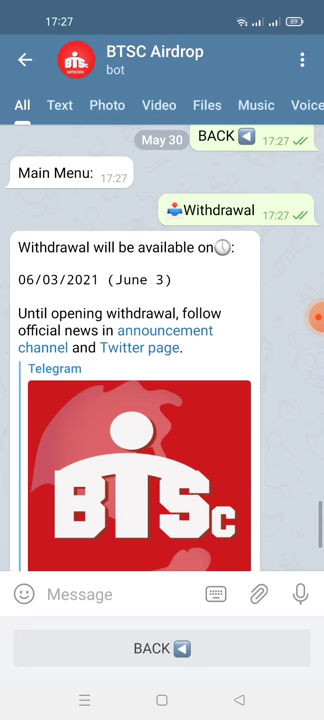 17:27
89
BTSC Airdrop
bot
All Text Photo Video Files Music Voice
May 30
BACK 17:27
Main Menu: 17:27
Withdrawal 17:27
Withdrawal will be available on:
06/03/2021 (June 3)
Until opening withdrawal, follow
official news in announcement
channel and Twitter page.
Telegram
BTSc
Message
BACK